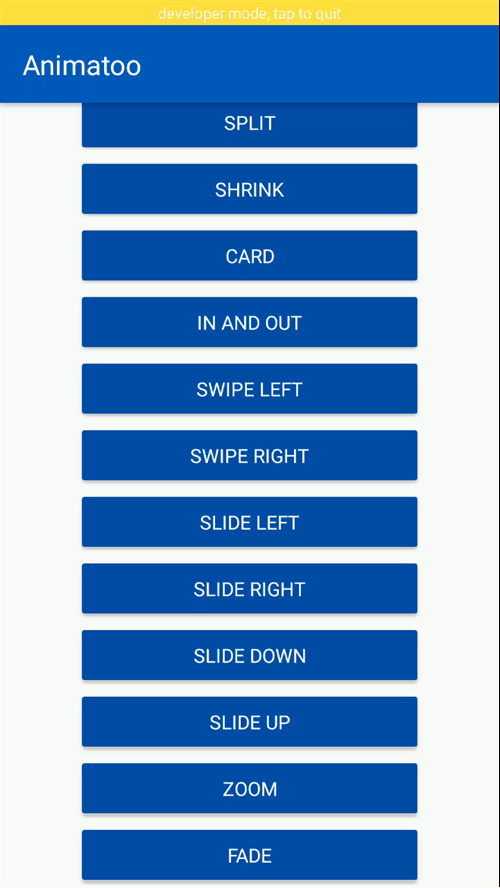 developer mode, tap to quit
Animatoo
SPLIT
SHRINK
CARD
IN AND OUT
SWIPE LEFT
SWIPE RIGHT
SLIDE LEFT
SLIDE RIGHT
SLIDE DOWN
SLIDE UP
ZOOM
FADE